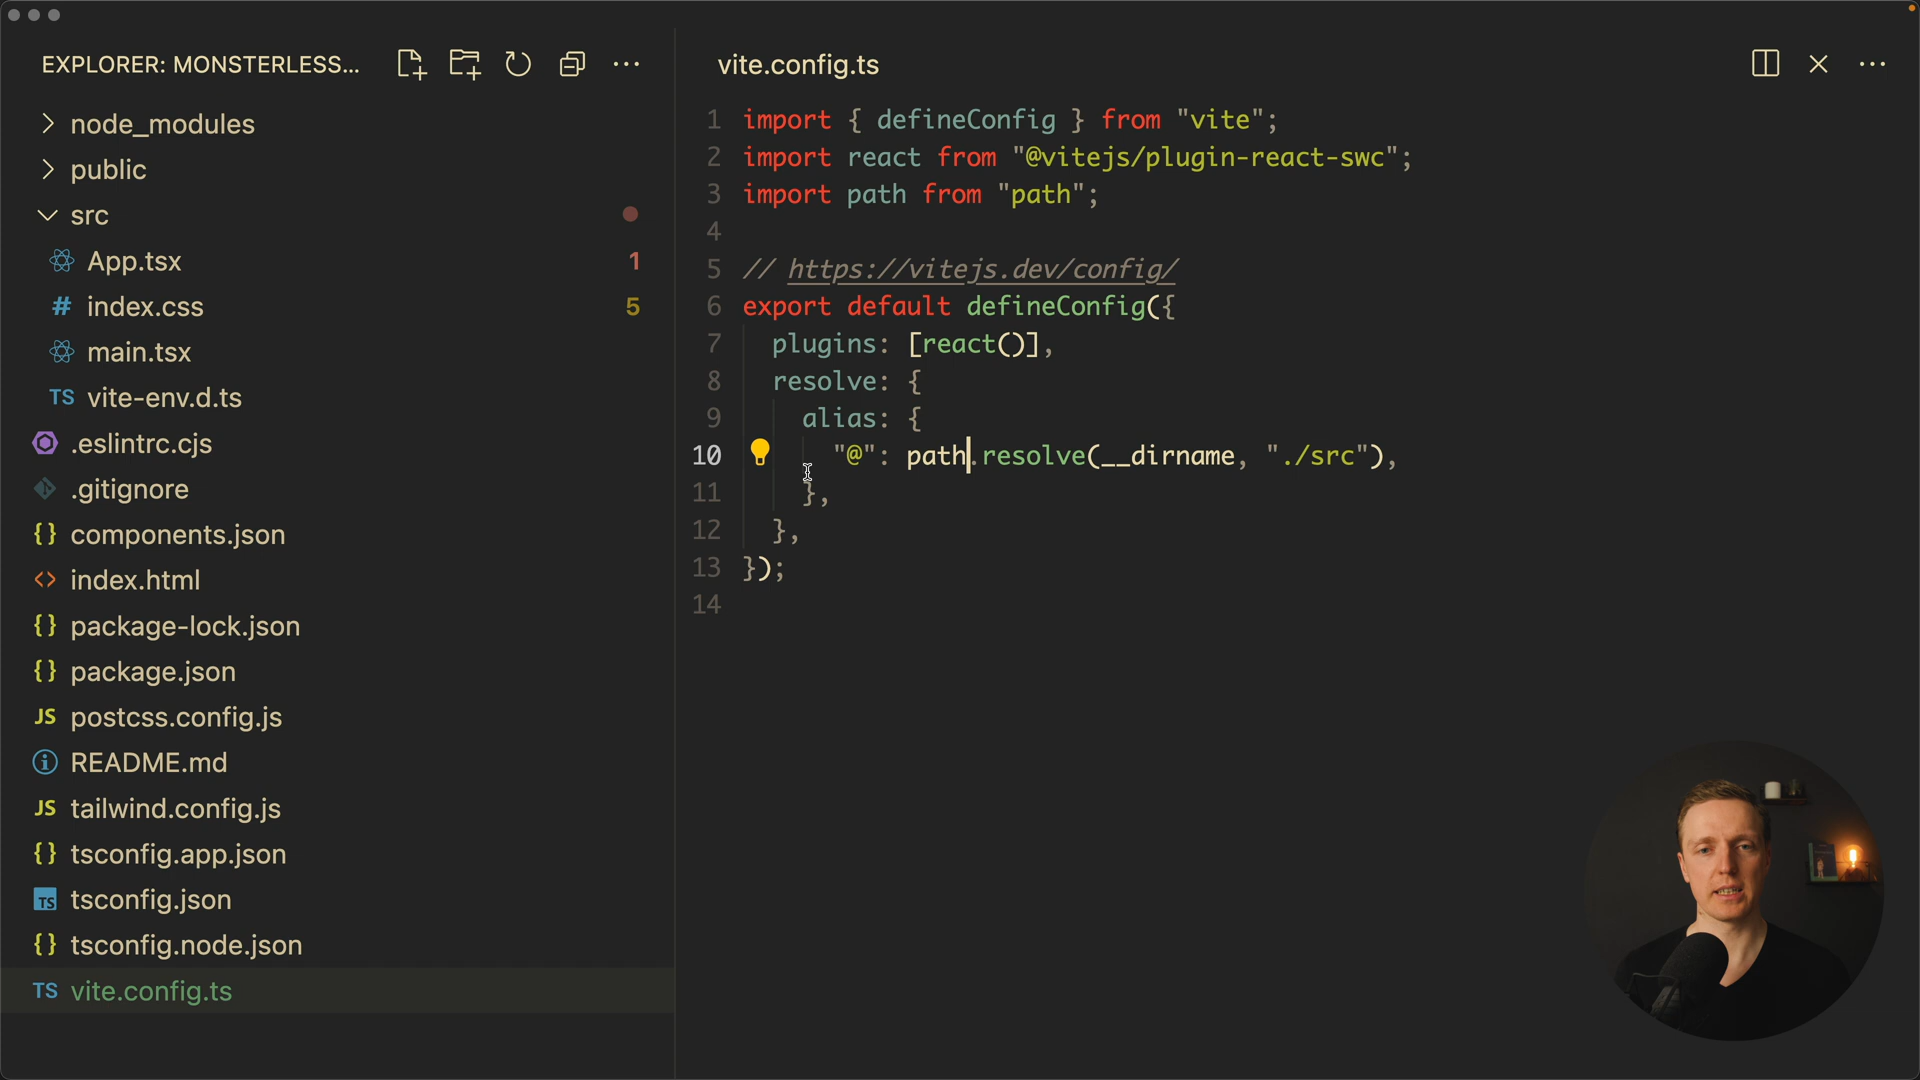 EXPLORER: MONSTERLESS...
node_modules
public
src
App.tsx 1
# index.css 5
main.tsx
TS vite-env.d.ts
.eslintrc.cjs
.gitignore
{} components.json
<> index.html
{} package-lock.json
{} package.json
JS postcss.config.js
README.md
JS tailwind.config.js
{} tsconfig.app.json
TS tsconfig.json
{} tsconfig.node.json
TS vite.config.ts
vite.config.ts
1 import { defineConfig } from "vite";
2 import react from "@vitejs/plugin-react-swc";
3 import path from "path";
4
5 // https://vitejs.dev/config/
6 export default defineConfig({
7 plugins: [react()],
8 resolve: {
9 alias: {
10 "@": path.resolve(__dirname, "./src"),
11 },
12 },
13 });
14